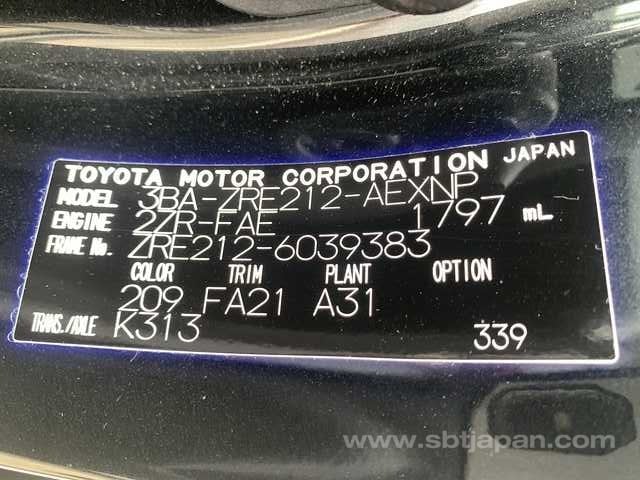 TOYOTA MOTOR CORPORATION JAPAN
MODEL 3BA-ZRE212-AEXNP
ENGINE 2ZR-FAE 1797 mL
FRAME No. ZRE212-6039383
COLOR TRIM PLANT OPTION
209 FA21 A31
TRANS./AXLE K313 339
www.sbtjapan.com